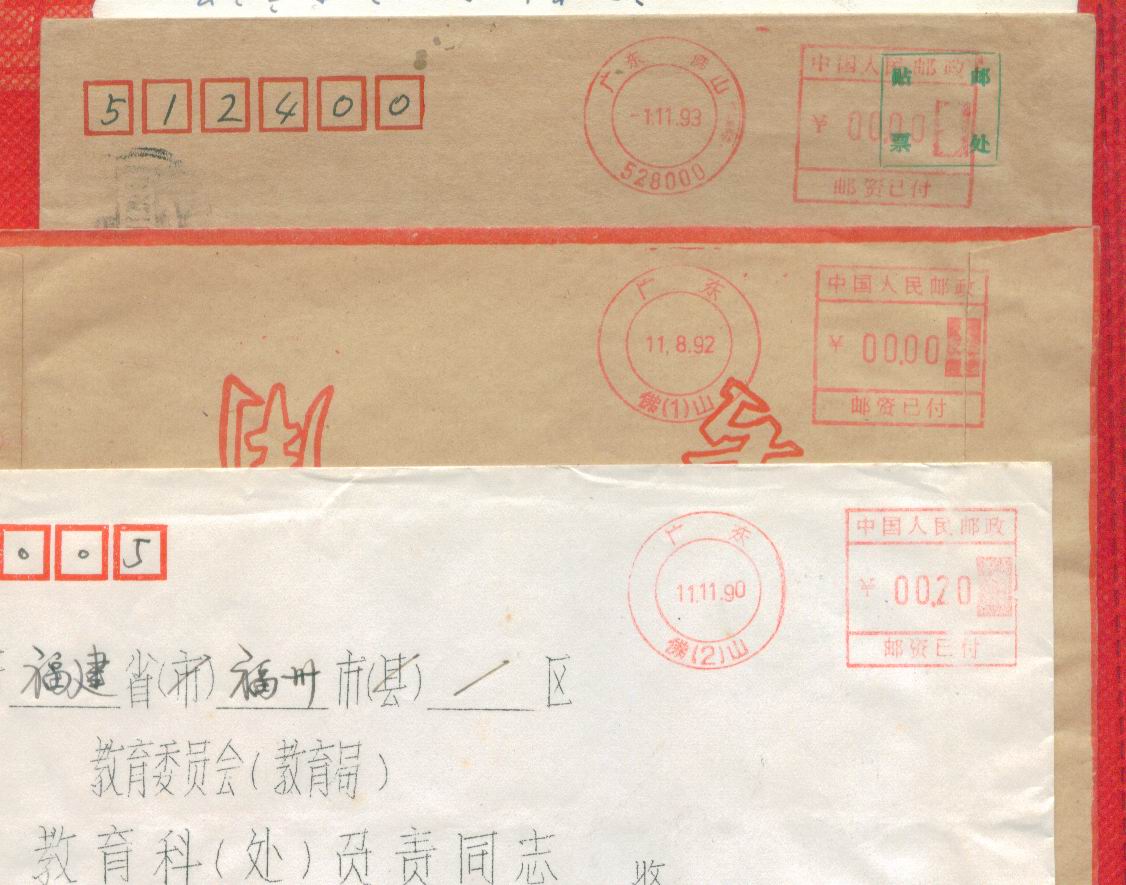 512400
广东 佛山
-1.11.93
528000
中国人民邮政
¥ 00.00
邮资已付
贴邮
票处
广东
11.8.92
佛(1)山
中国人民邮政
¥ 00.00
邮资已付
005
广东
11.11.90
佛(2)山
中国人民邮政
¥ 00.20
邮资已付
福建省(市)福州市(县)/区
教育委员会(教育局)
教育科(处)负责同志 收